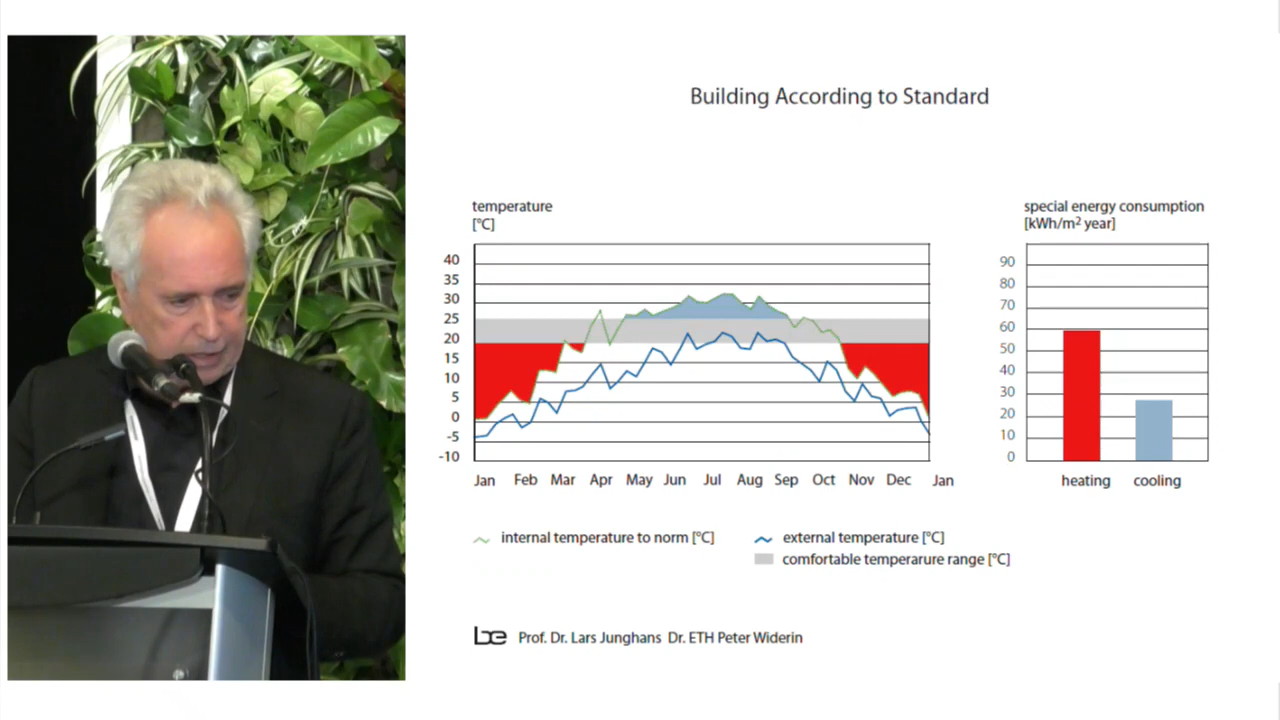 Building According to Standard
temperature
[°C]
40
35
30
25
20
15
10
5
0
-5
-10
Jan Feb Mar Apr May Jun Jul Aug Sep Oct Nov Dec Jan
special energy consumption
[kWh/m² year]
90
80
70
60
50
40
30
20
10
0
heating cooling
internal temperature to norm [°C]
external temperature [°C]
comfortable temperarure range [°C]
be Prof. Dr. Lars Junghans Dr. ETH Peter Widerin